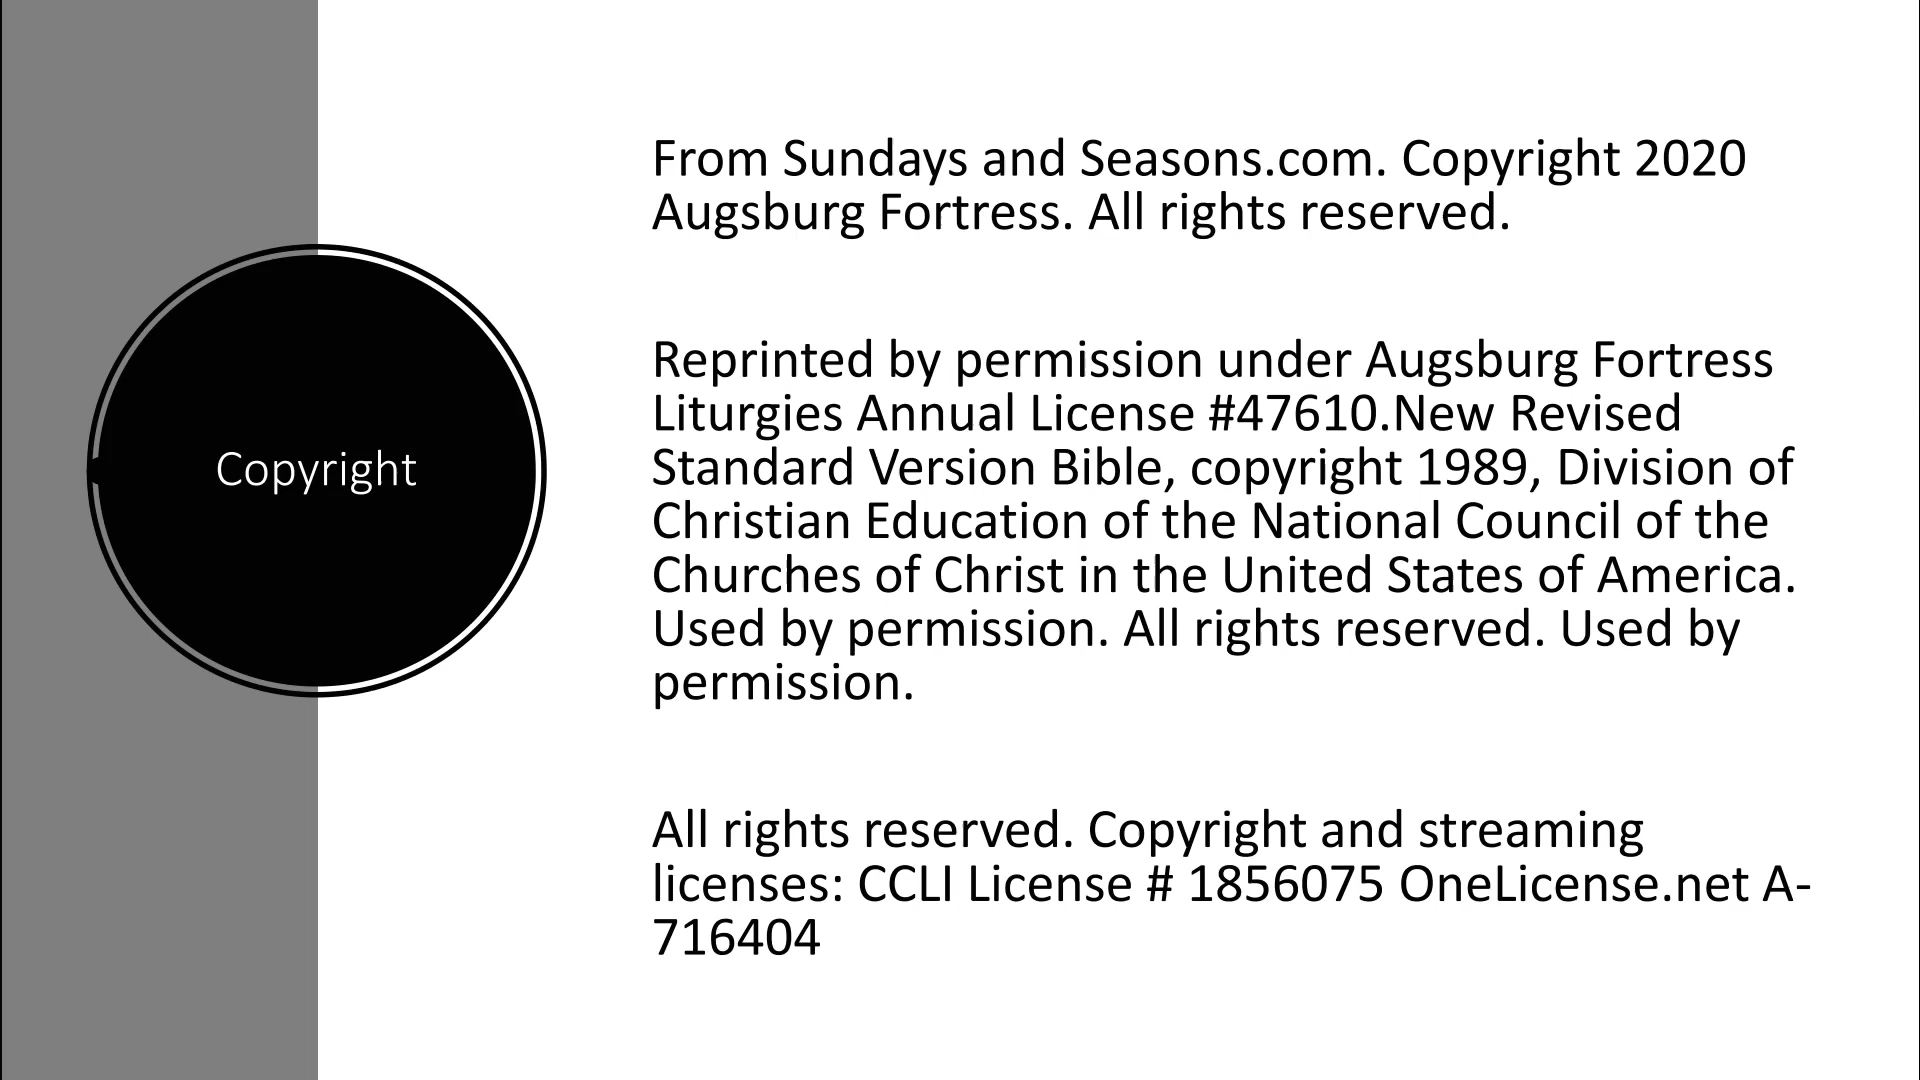 Copyright
From Sundays and Seasons.com. Copyright 2020
Augsburg Fortress. All rights reserved.
Reprinted by permission under Augsburg Fortress
Liturgies Annual License #47610.New Revised
Standard Version Bible, copyright 1989, Division of
Christian Education of the National Council of the
Churches of Christ in the United States of America.
Used by permission. All rights reserved. Used by
permission.
All rights reserved. Copyright and streaming
licenses: CCLI License # 1856075 OneLicense.net A-
716404